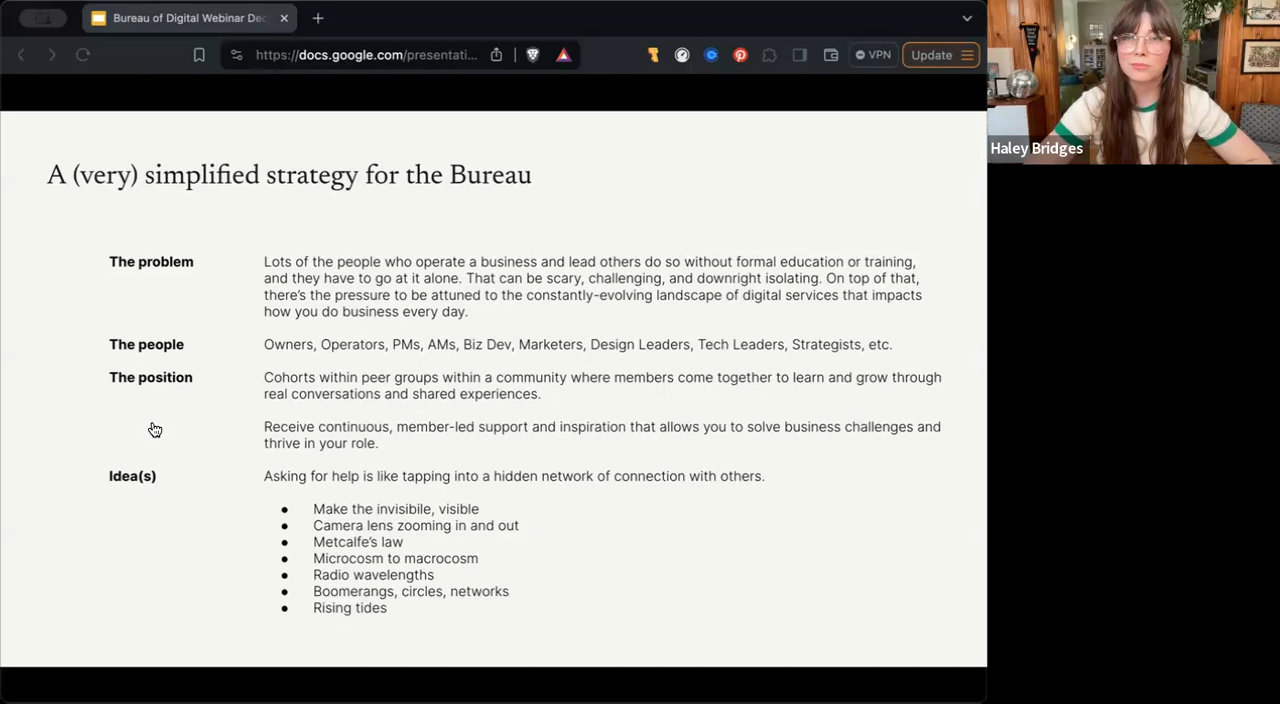 Bureau of Digital Webinar Dec
https://docs.google.com/presentati...
VPN
Update
Haley Bridges
A (very) simplified strategy for the Bureau
The problem
Lots of the people who operate a business and lead others do so without formal education or training,
and they have to go at it alone. That can be scary, challenging, and downright isolating. On top of that,
there's the pressure to be attuned to the constantly-evolving landscape of digital services that impacts
how you do business every day.
The people
Owners, Operators, PMs, AMs, Biz Dev, Marketers, Design Leaders, Tech Leaders, Strategists, etc.
The position
Cohorts within peer groups within a community where members come together to learn and grow through
real conversations and shared experiences.
Receive continuous, member-led support and inspiration that allows you to solve business challenges and
thrive in your role.
Idea(s)
Asking for help is like tapping into a hidden network of connection with others.
● Make the invisibile, visible
● Camera lens zooming in and out
● Metcalfe's law
● Microcosm to macrocosm
● Radio wavelengths
● Boomerangs, circles, networks
● Rising tides